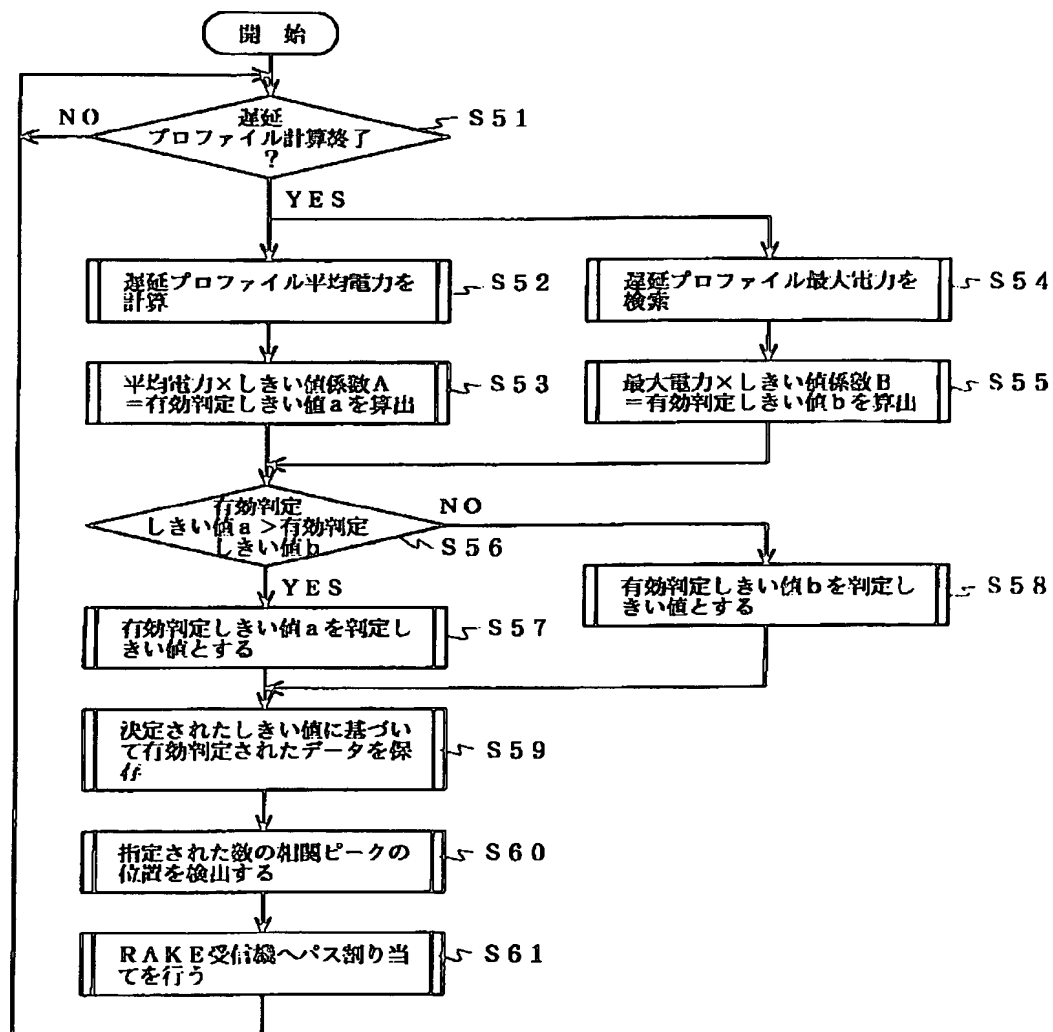 開 始
NO
遅延
プロファイル計算終了
?
S51
YES
遅延プロファイル平均電力を
計算
S52
遅延プロファイル最大電力を
検索
S54
平均電力×しきい値係数A
=有効判定しきい値aを算出
S53
最大電力×しきい値係数B
=有効判定しきい値bを算出
S55
有効判定
しきい値a>有効判定
しきい値b
NO
S56
YES
有効判定しきい値bを判定し
きい値とする
S58
有効判定しきい値aを判定し
きい値とする
S57
決定されたしきい値に基づい
て有効判定されたデータを保
存
S59
指定された数の相関ピークの
位置を検出する
S60
RAKE受信機へパス割り当
てを行う
S61